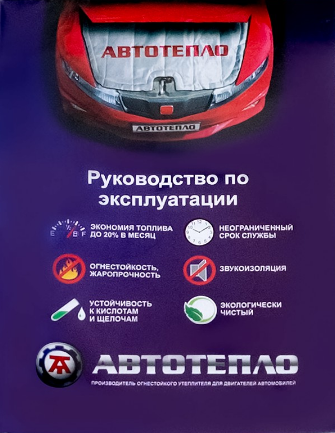 АВТОТЕПЛО
АВТОТЕПЛО
Руководство по
эксплуатации
ЭКОНОМИЯ ТОПЛИВА
ДО 20% В МЕСЯЦ
НЕОГРАНИЧЕННЫЙ
СРОК СЛУЖБЫ
ОГНЕСТОЙКОСТЬ,
ЖАРОПРОЧНОСТЬ
ЗВУКОИЗОЛЯЦИЯ
УСТОЙЧИВОСТЬ
К КИСЛОТАМ
И ЩЕЛОЧАМ
ЭКОЛОГИЧЕСКИ
ЧИСТЫЙ
АВТОТЕПЛО
ПРОИЗВОДИТЕЛЬ ОГНЕСТОЙКОГО УТЕПЛИТЕЛЯ ДЛЯ ДВИГАТЕЛЕЙ АВТОМОБИЛЕЙ